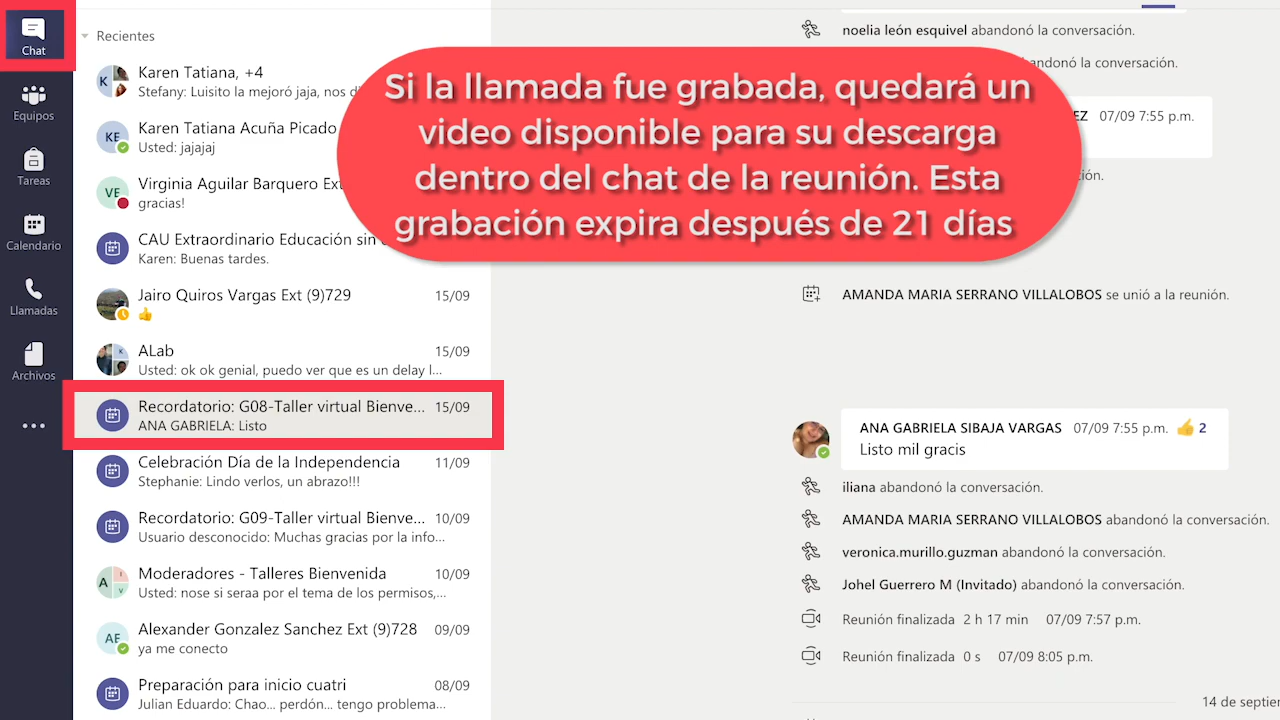 Chat
Equipos
Tareas
Calendario
Llamadas
Archivos
Recientes
Karen Tatiana, +4
Stefany: Luisito la mejoró jaja, nos
KE
Karen Tatiana Acuña Picado
Usted: jajajaj
VE
Virginia Aguilar Barquero
gracias!
CAU Extraordinario Educación sin
Karen: Buenas tardes.
Jairo Quiros Vargas Ext (9)729 15/09
ALab 15/09
Usted: ok ok genial, puedo ver que es un delay l...
Recordatorio: G08-Taller virtual Bienve... 15/09
ANA GABRIELA: Listo
Celebración Día de la Independencia 11/09
Stephanie: Lindo verlos, un abrazo!!!
Recordatorio: G09-Taller virtual Bienve... 10/09
Usuario desconocido: Muchas gracias por la info...
Moderadores - Talleres Bienvenida 10/09
Usted: nose si seraa por el tema de los permisos,...
AF
Alexander Gonzalez Sanchez Ext (9)728 09/09
ya me conecto
Preparación para inicio cuatri 08/09
Julian Eduardo: Chao... perdón... tengo problema...
Si la llamada fue grabada, quedará un
video disponible para su descarga
dentro del chat de la reunión. Esta
grabación expira después de 21 días
noelia león esquivel abandonó la conversación.
la conversación.
07/09 7:55 p.m.
AMANDA MARIA SERRANO VILLALOBOS se unió a la reunión.
ANA GABRIELA SIBAJA VARGAS 07/09 7:55 p.m. 2
Listo mil gracis
iliana abandonó la conversación.
AMANDA MARIA SERRANO VILLALOBOS abandonó la conversación.
veronica.murillo.guzman abandonó la conversación.
Johel Guerrero M (Invitado) abandonó la conversación.
Reunión finalizada 2 h 17 min 07/09 7:57 p.m.
Reunión finalizada 0 s 07/09 8:05 p.m.
14 de